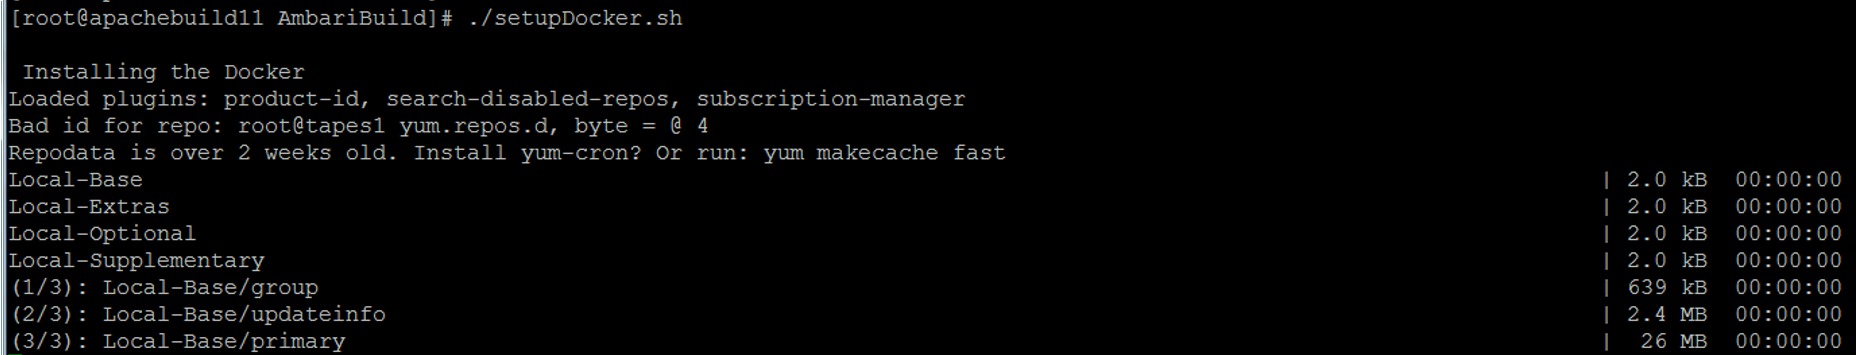 [root@apachebuild11 AmbariBuild]# ./setupDocker.sh
Installing the Docker
Loaded plugins: product-id, search-disabled-repos, subscription-manager
Bad id for repo: root@tapes1 yum.repos.d, byte = @ 4
Repodata is over 2 weeks old. Install yum-cron? Or run: yum makecache fast
Local-Base | 2.0 kB 00:00:00
Local-Extras | 2.0 kB 00:00:00
Local-Optional | 2.0 kB 00:00:00
Local-Supplementary | 2.0 kB 00:00:00
(1/3): Local-Base/group | 639 kB 00:00:00
(2/3): Local-Base/updateinfo | 2.4 MB 00:00:00
(3/3): Local-Base/primary | 26 MB 00:00:00